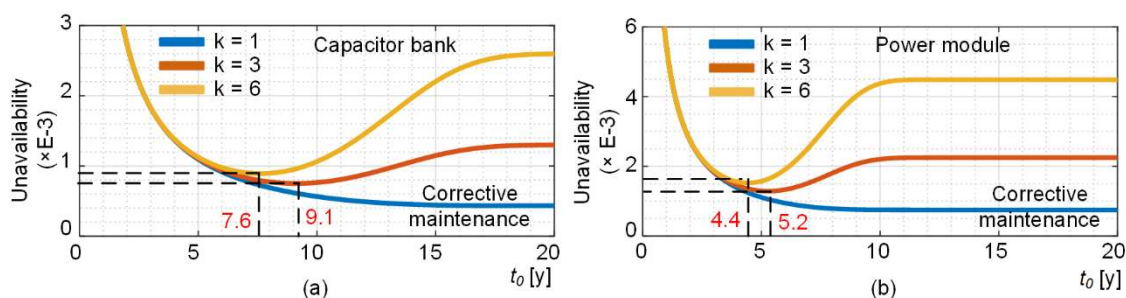 3
2
1
0
Unavailability
(×E-3)
k = 1
k = 3
k = 6
Capacitor bank
Corrective
maintenance
7.6
9.1
0
5
10
15
20
t0 [y]
(a)
6
4
2
0
Unavailability
(× E-3)
k = 1
k = 3
k = 6
Power module
Corrective
maintenance
4.4
5.2
0
5
10
15
20
t0 [y]
(b)